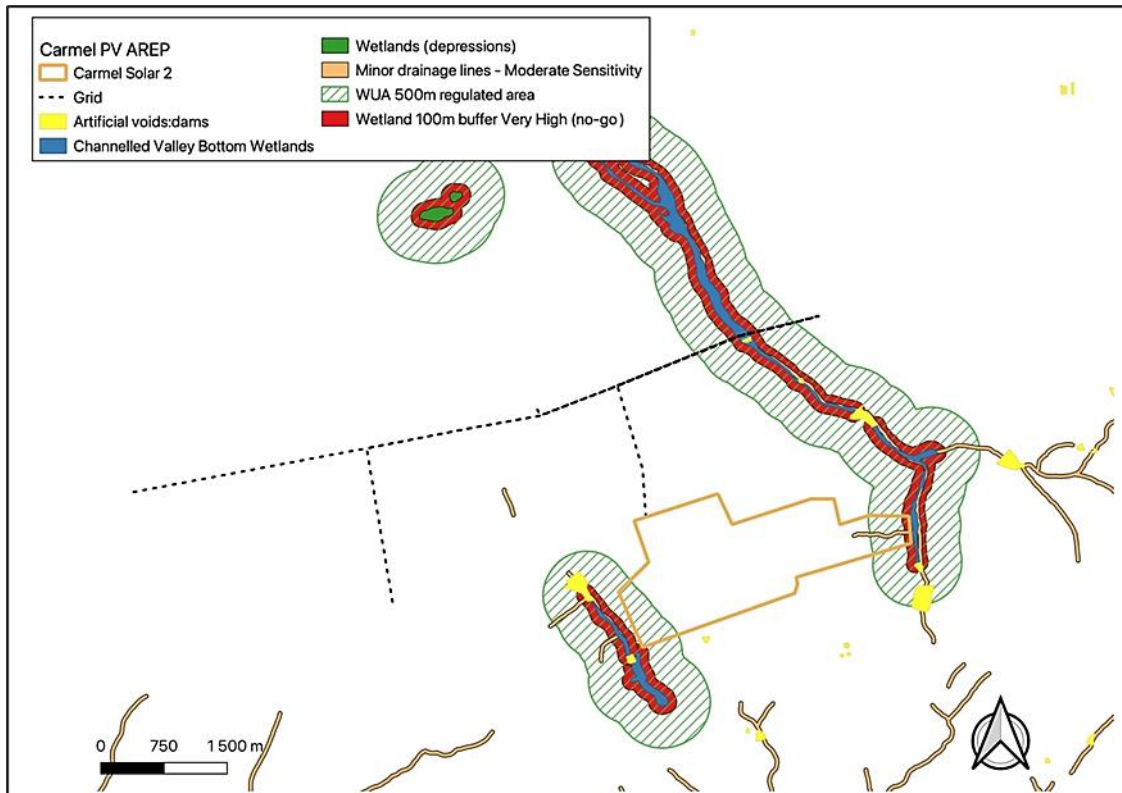 Carmel PV AREP
Carmel Solar 2
Grid
Artificial voids:dams
Channelled Valley Bottom Wetlands
Wetlands (depressions)
Minor drainage lines - Moderate Sensitivity
WUA 500m regulated area
Wetland 100m buffer Very High (no-go)
0 750 1 500 m